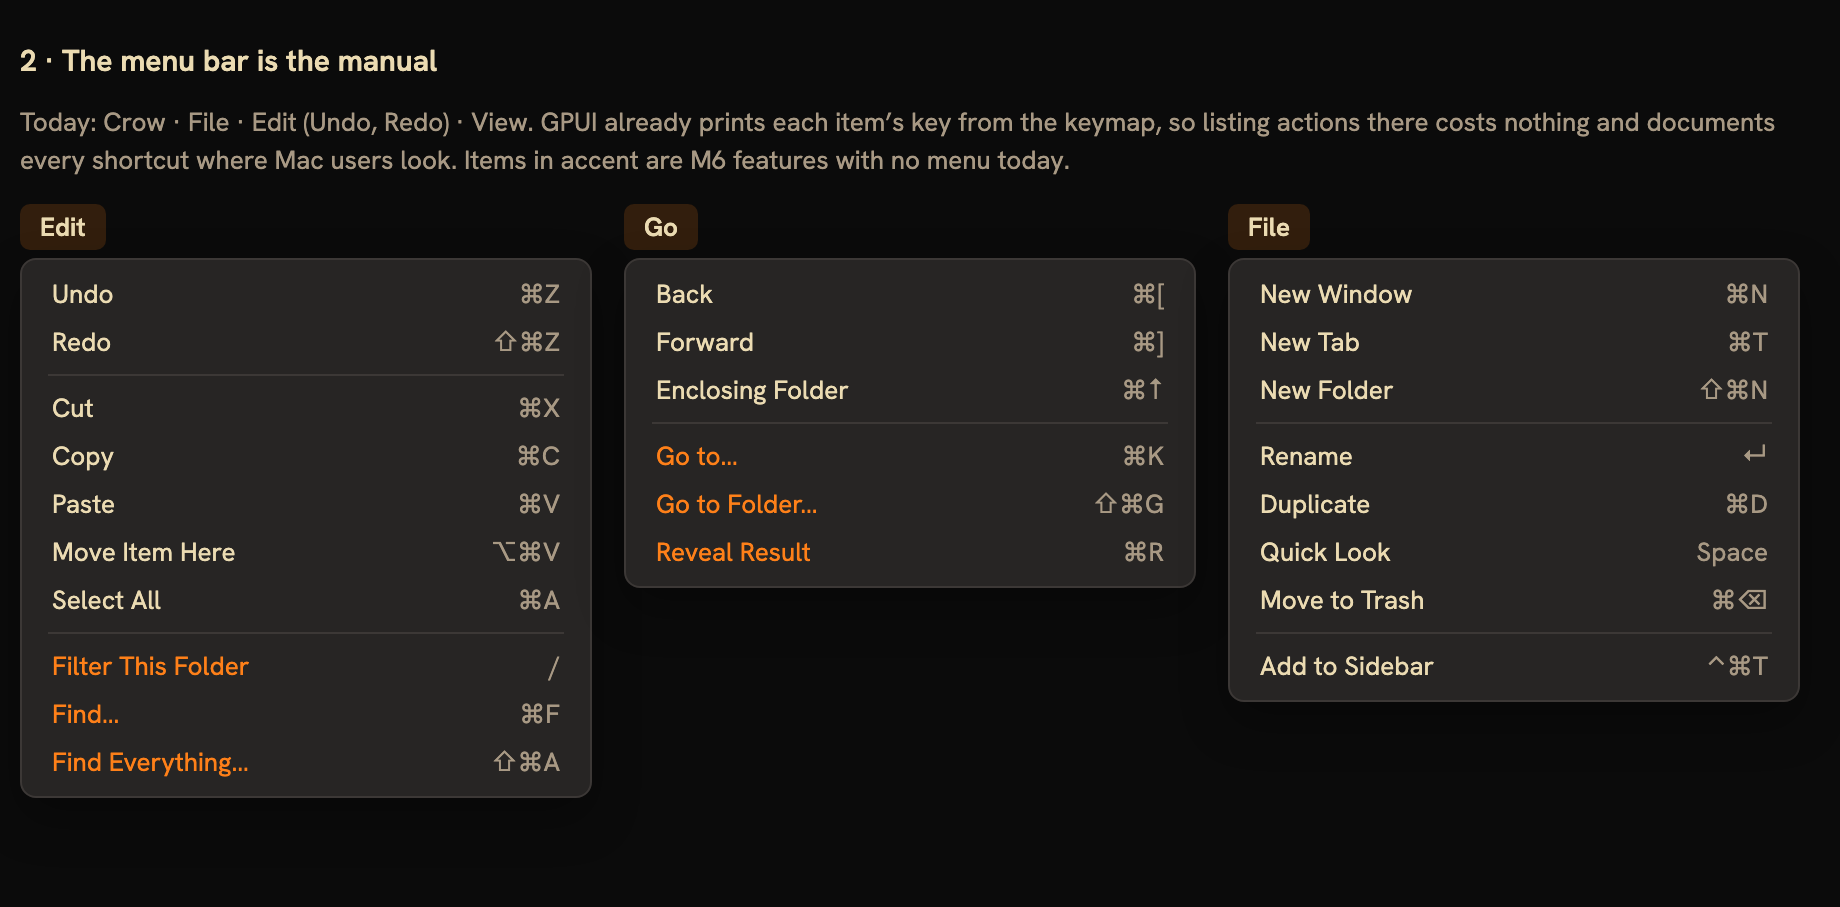 2 · The menu bar is the manual
Today: Crow · File · Edit (Undo, Redo) · View. GPUI already prints each item’s key from the keymap, so listing actions there costs nothing and documents
every shortcut where Mac users look. Items in accent are M6 features with no menu today.
Edit
Undo ⌘Z
Redo ⇧⌘Z
Cut ⌘X
Copy ⌘C
Paste ⌘V
Move Item Here ⌥⌘V
Select All ⌘A
Filter This Folder /
Find… ⌘F
Find Everything… ⇧⌘A
Go
Back ⌘[
Forward ⌘]
Enclosing Folder ⌘↑
Go to… ⌘K
Go to Folder… ⇧⌘G
Reveal Result ⌘R
File
New Window ⌘N
New Tab ⌘T
New Folder ⇧⌘N
Rename ↩
Duplicate ⌘D
Quick Look Space
Move to Trash ⌘⌫
Add to Sidebar ⌃⌘T